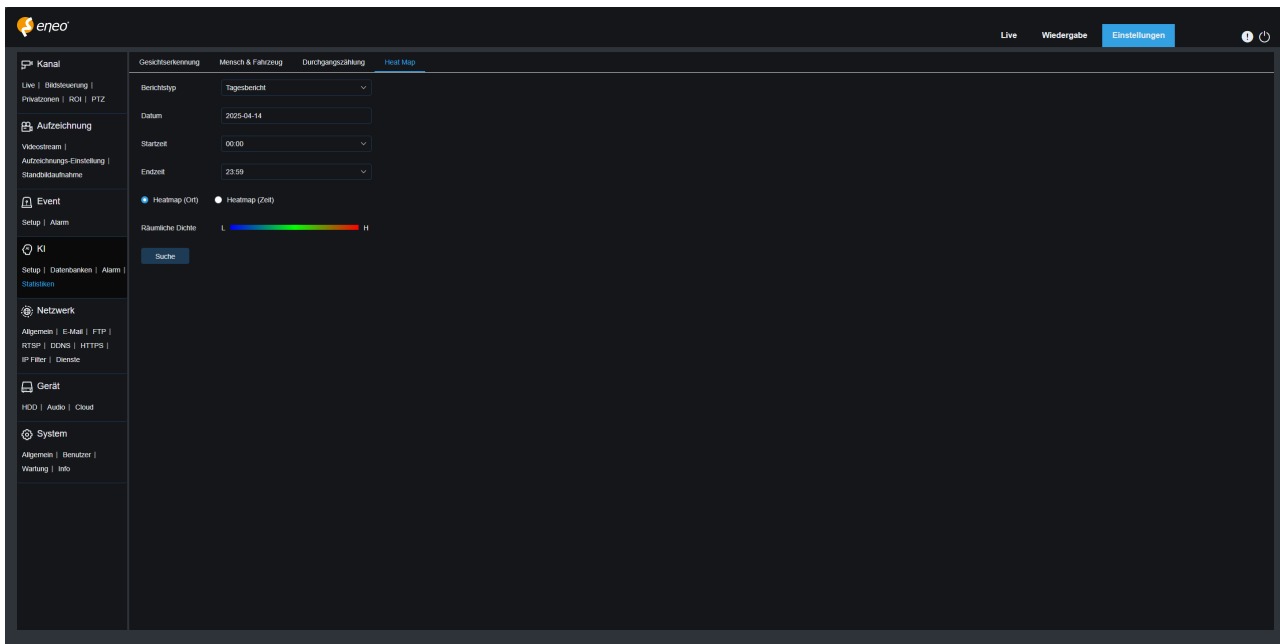 eneo
Live Wiedergabe Einstellungen
Kanal
Live | Bildsteuerung |
Privatzonen | ROI | PTZ
Aufzeichnung
Videostream |
Aufzeichnungs-Einstellung |
Standbildaufnahme
Event
Setup | Alarm
KI
Setup | Datenbanken | Alarm |
Statistiken
Netzwerk
Allgemein | E-Mail | FTP |
RTSP | DDNS | HTTPS |
IP Filter | Dienste
Gerät
HDD | Audio | Cloud
System
Allgemein | Benutzer |
Wartung | Info
Gesichtserkennung Mensch & Fahrzeug Durchgangszählung Heat Map
Berichtstyp Tagesbericht
Datum 2025-04-14
Startzeit 00:00
Endzeit 23:59
Heatmap (Ort) Heatmap (Zeit)
Räumliche Dichte L H
Suche